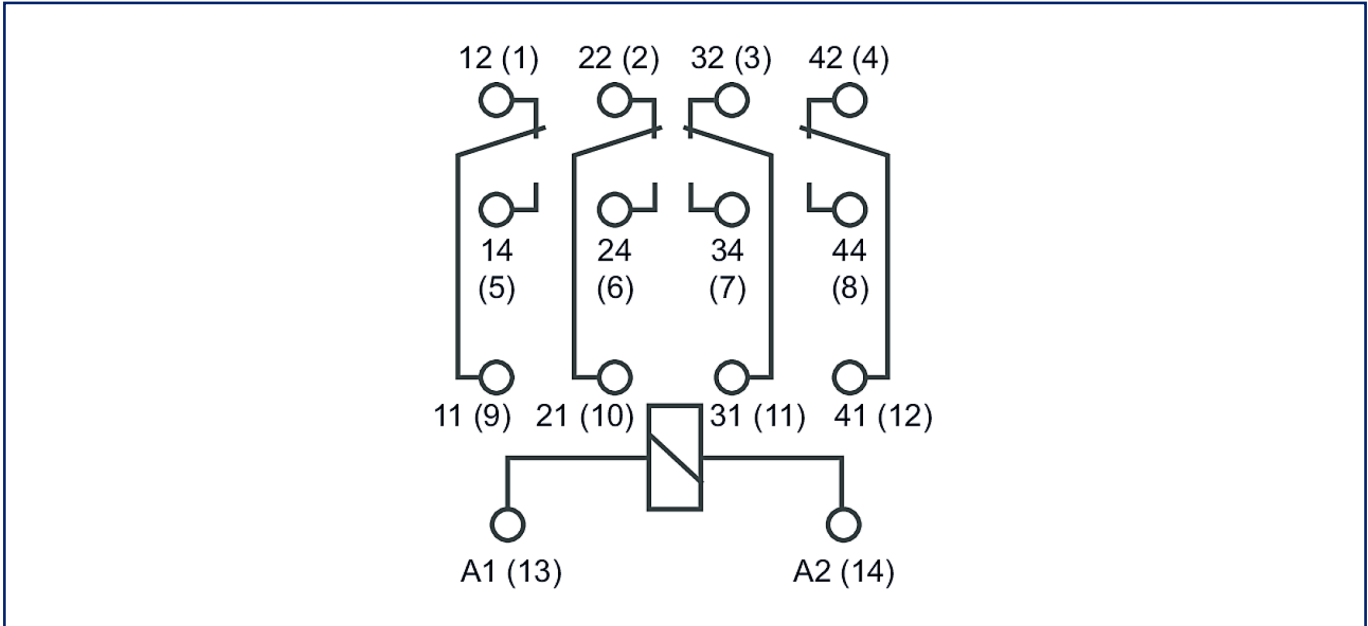 12 (1) 22 (2) 32 (3) 42 (4)
14 24 34 44
(5) (6) (7) (8)
11 (9) 21 (10) 31 (11) 41 (12)
A1 (13) A2 (14)